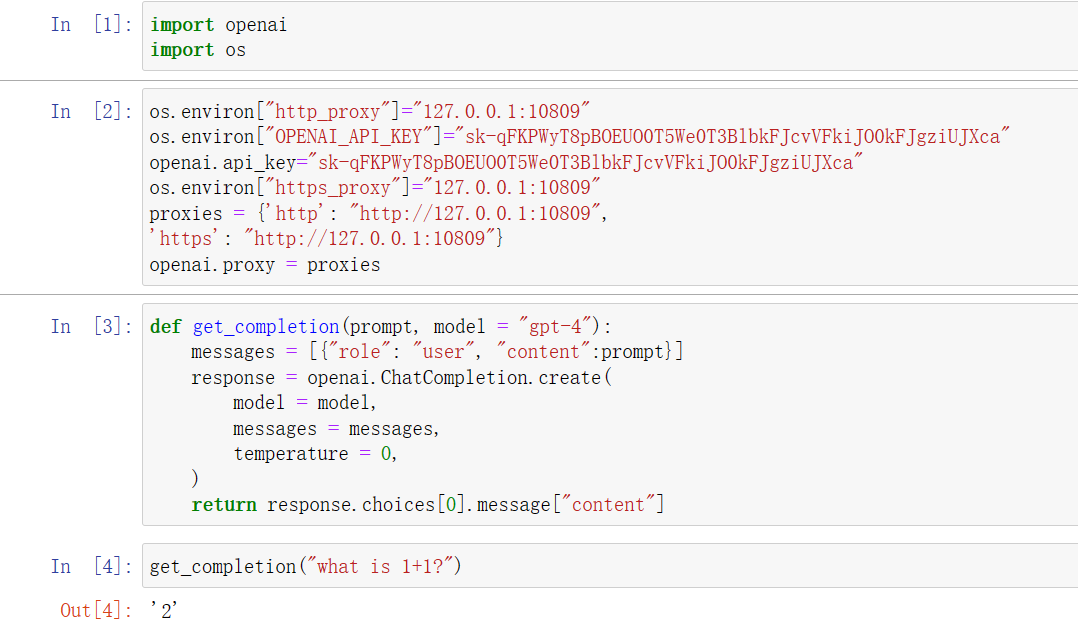 In [1]: import openai
import os
In [2]: os.environ["http_proxy"]="127.0.0.1:10809"
os.environ["OPENAI_API_KEY"]=
openai.api_key=
os.environ["https_proxy"]="127.0.0.1:10809"
proxies = {'http': "http://127.0.0.1:10809",
'https': "http://127.0.0.1:10809"}
openai.proxy = proxies
In [3]: def get_completion(prompt, model = "gpt-4"):
messages = [{"role": "user", "content":prompt}]
response = openai.ChatCompletion.create(
model = model,
messages = messages,
temperature = 0,
)
return response.choices[0].message["content"]
In [4]: get_completion("what is 1+1?")
Out[4]: '2'